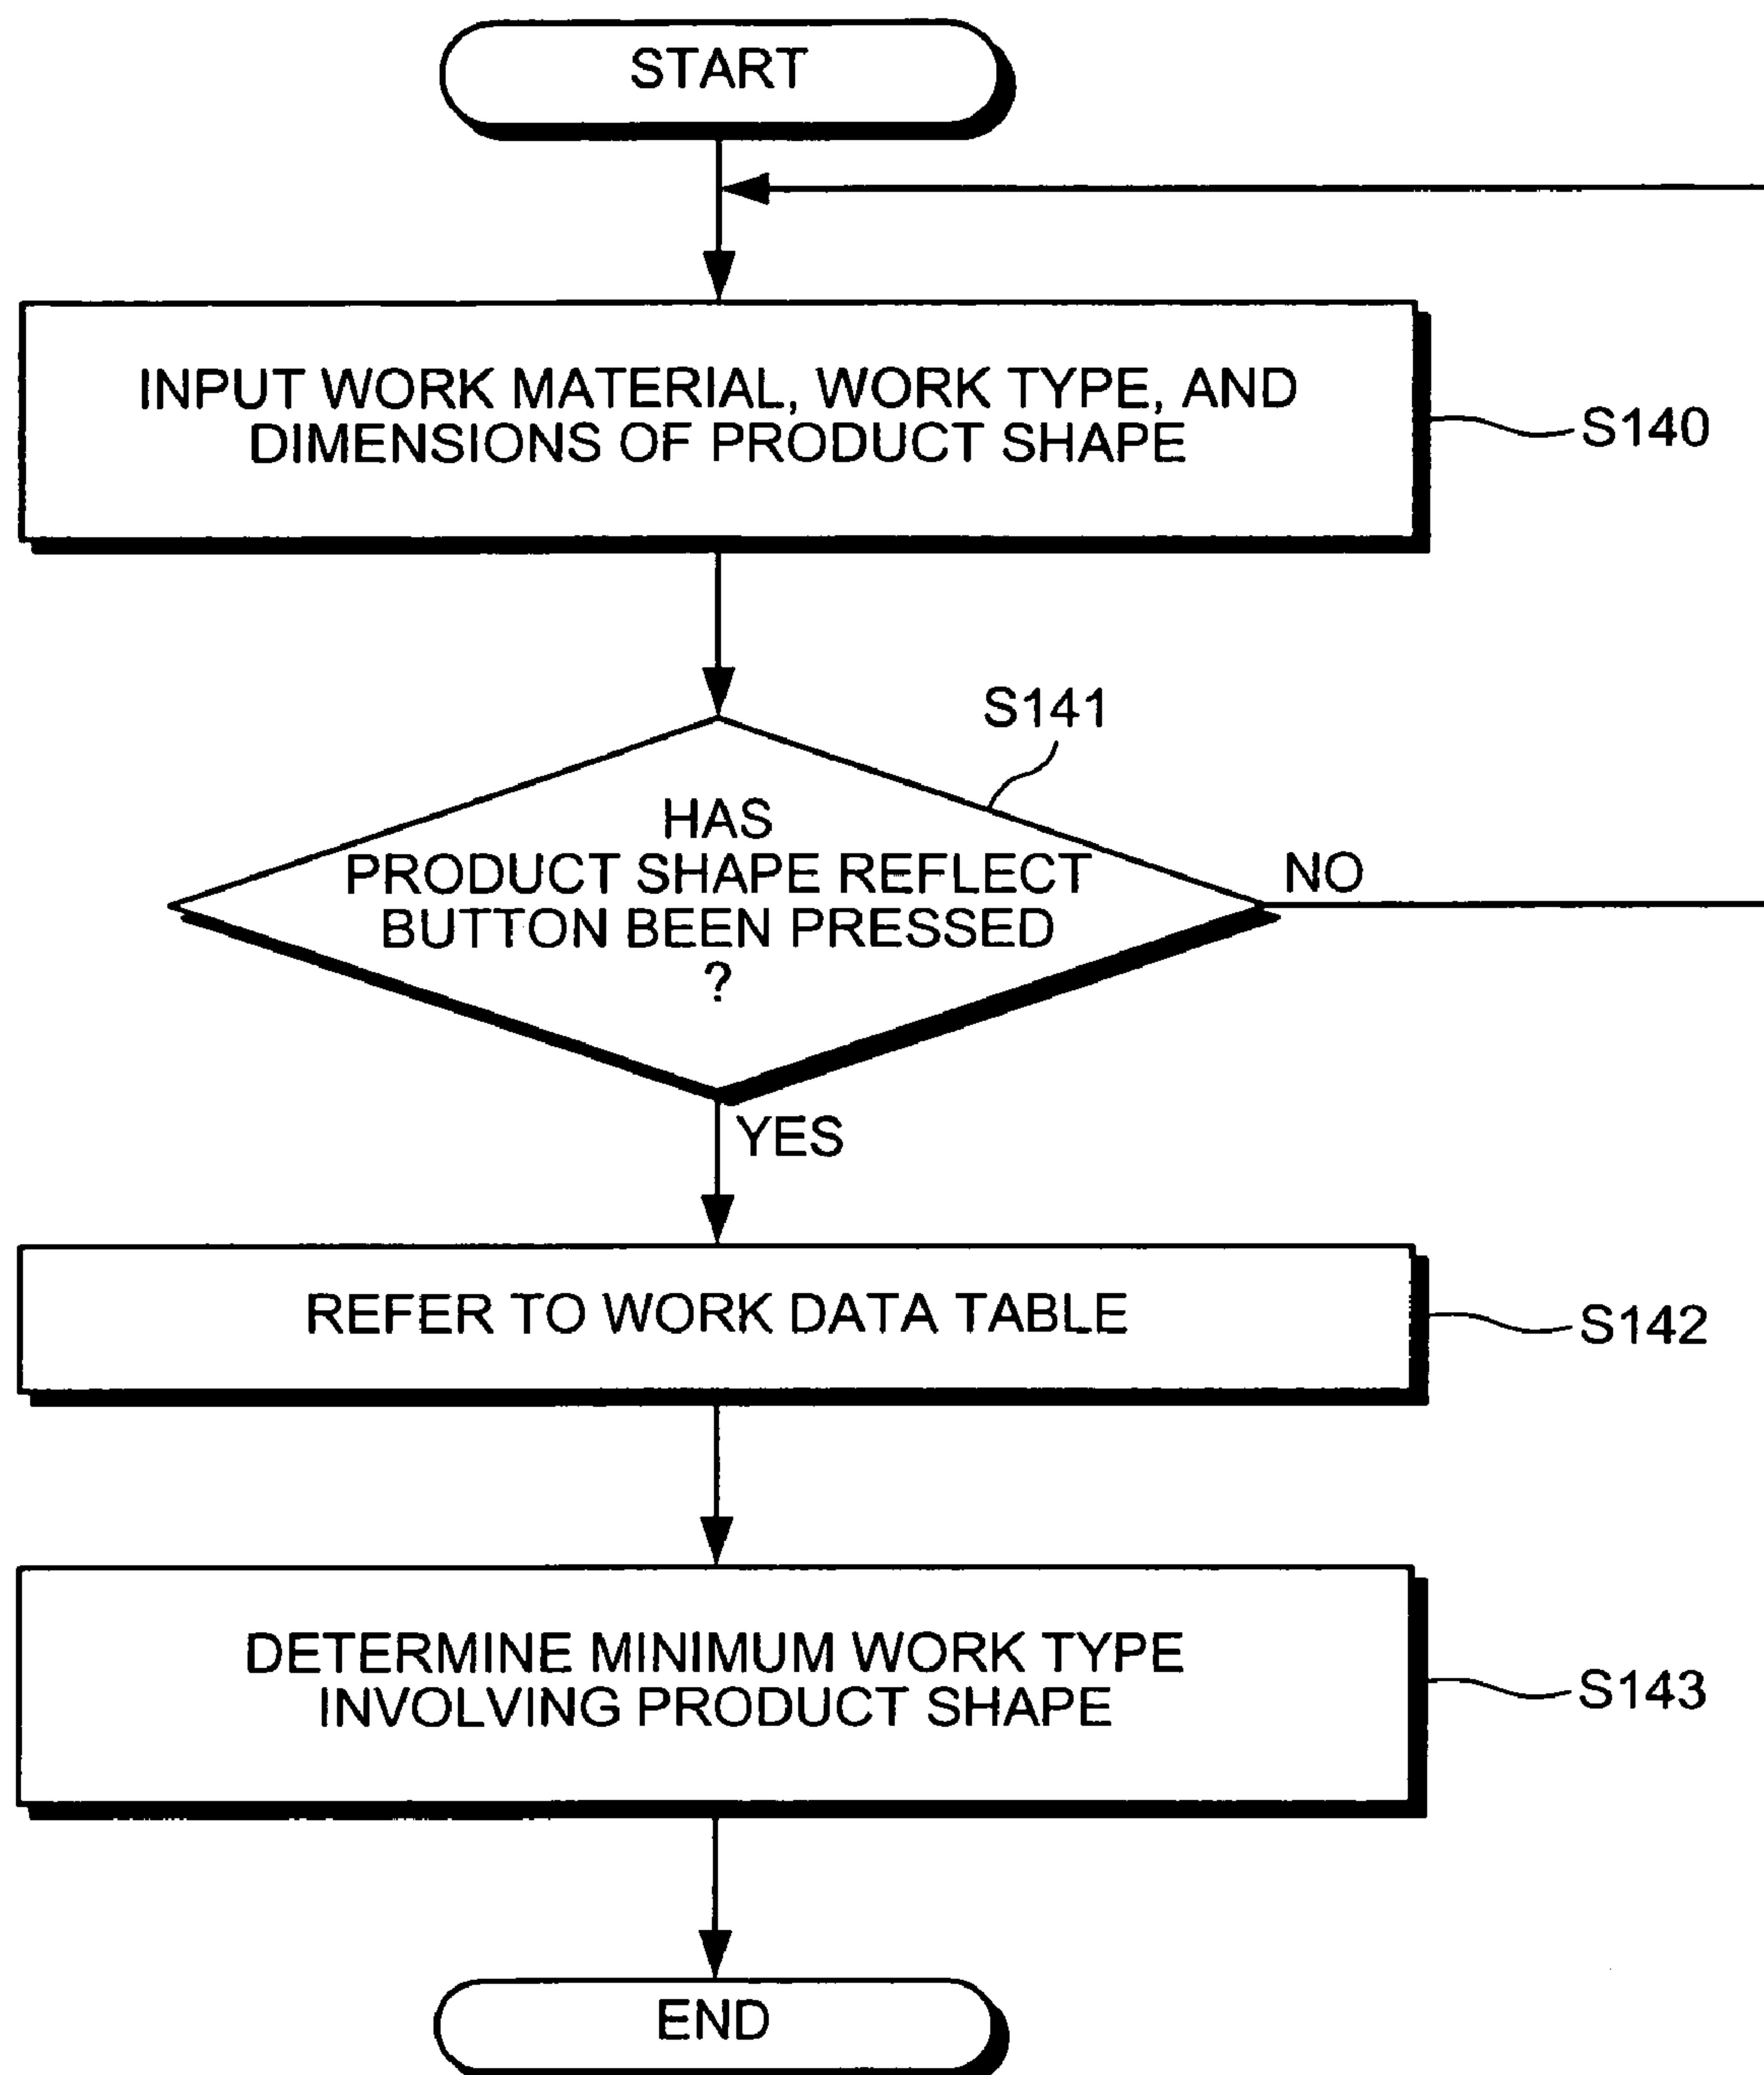 START
INPUT WORK MATERIAL, WORK TYPE, AND
DIMENSIONS OF PRODUCT SHAPE
S140
S141
HAS
PRODUCT SHAPE REFLECT
BUTTON BEEN PRESSED
?
NO
YES
REFER TO WORK DATA TABLE
S142
DETERMINE MINIMUM WORK TYPE
INVOLVING PRODUCT SHAPE
S143
END